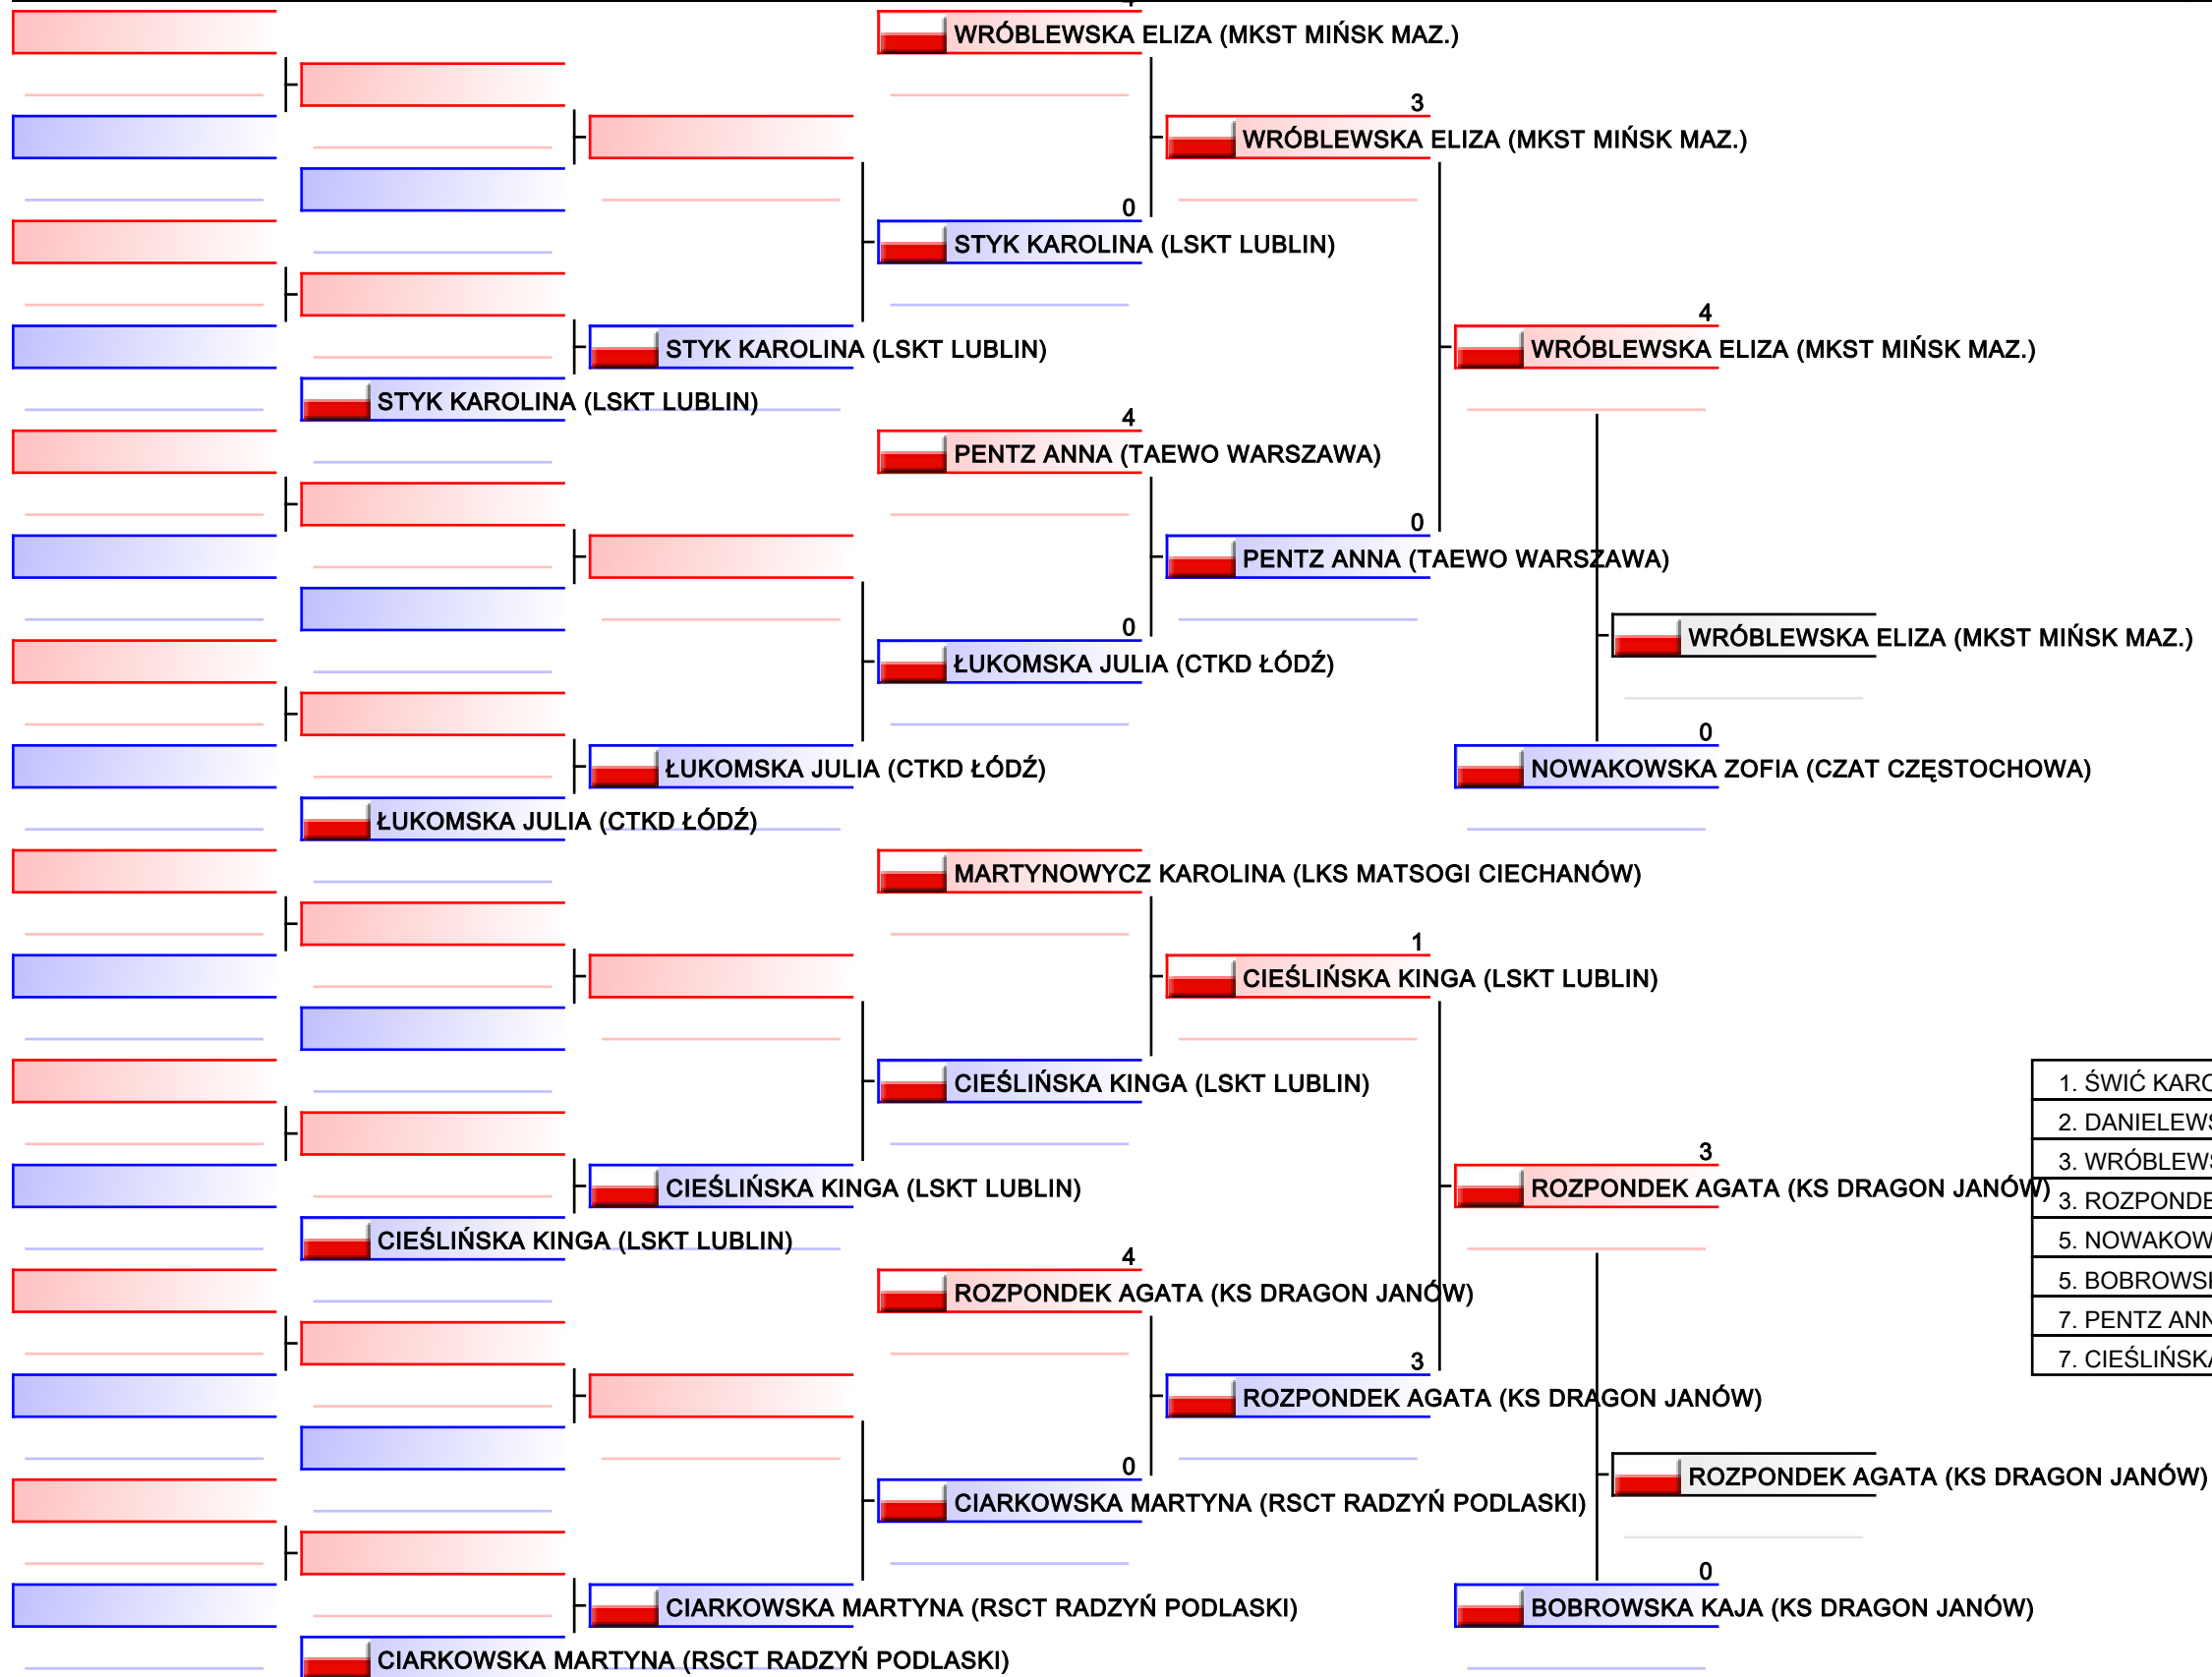 WRÓBLEWSKA ELIZA (MKST MIŃSK MAZ.)
3
WRÓBLEWSKA ELIZA (MKST MIŃSK MAZ.)
0
STYK KAROLINA (LSKT LUBLIN)
4
STYK KAROLINA (LSKT LUBLIN)
WRÓBLEWSKA ELIZA (MKST MIŃSK MAZ.)
STYK KAROLINA (LSKT LUBLIN)
4
PENTZ ANNA (TAEWO WARSZAWA)
0
PENTZ ANNA (TAEWO WARSZAWA)
0
WRÓBLEWSKA ELIZA (MKST MIŃSK MAZ.)
ŁUKOMSKA JULIA (CTKD ŁÓDŹ)
0
ŁUKOMSKA JULIA (CTKD ŁÓDŹ)
NOWAKOWSKA ZOFIA (CZAT CZĘSTOCHOWA)
ŁUKOMSKA JULIA (CTKD ŁÓDŹ)
MARTYNOWYCZ KAROLINA (LKS MATSOGI CIECHANÓW)
1
CIEŚLIŃSKA KINGA (LSKT LUBLIN)
CIEŚLIŃSKA KINGA (LSKT LUBLIN)
1. ŚWIĆ
2.
3.
3
CIEŚLIŃSKA KINGA (LSKT LUBLIN)
ROZPONDEK AGATA (KS DRAGON JANÓW)
3.
CIEŚLIŃSKA KINGA (LSKT LUBLIN)
5.
4
ROZPONDEK AGATA (KS DRAGON JANÓW)
5.
7. PENTZ
3
7.
ROZPONDEK AGATA (KS DRAGON JANÓW)
0
ROZPONDEK AGATA (KS DRAGON JANÓW)
CIARKOWSKA MARTYNA (RSCT RADZYŃ PODLASKI)
0
CIARKOWSKA MARTYNA (RSCT RADZYŃ PODLASKI)
BOBROWSKA KAJA (KS DRAGON JANÓW)
CIARKOWSKA MARTYNA (RSCT RADZYŃ PODLASKI)